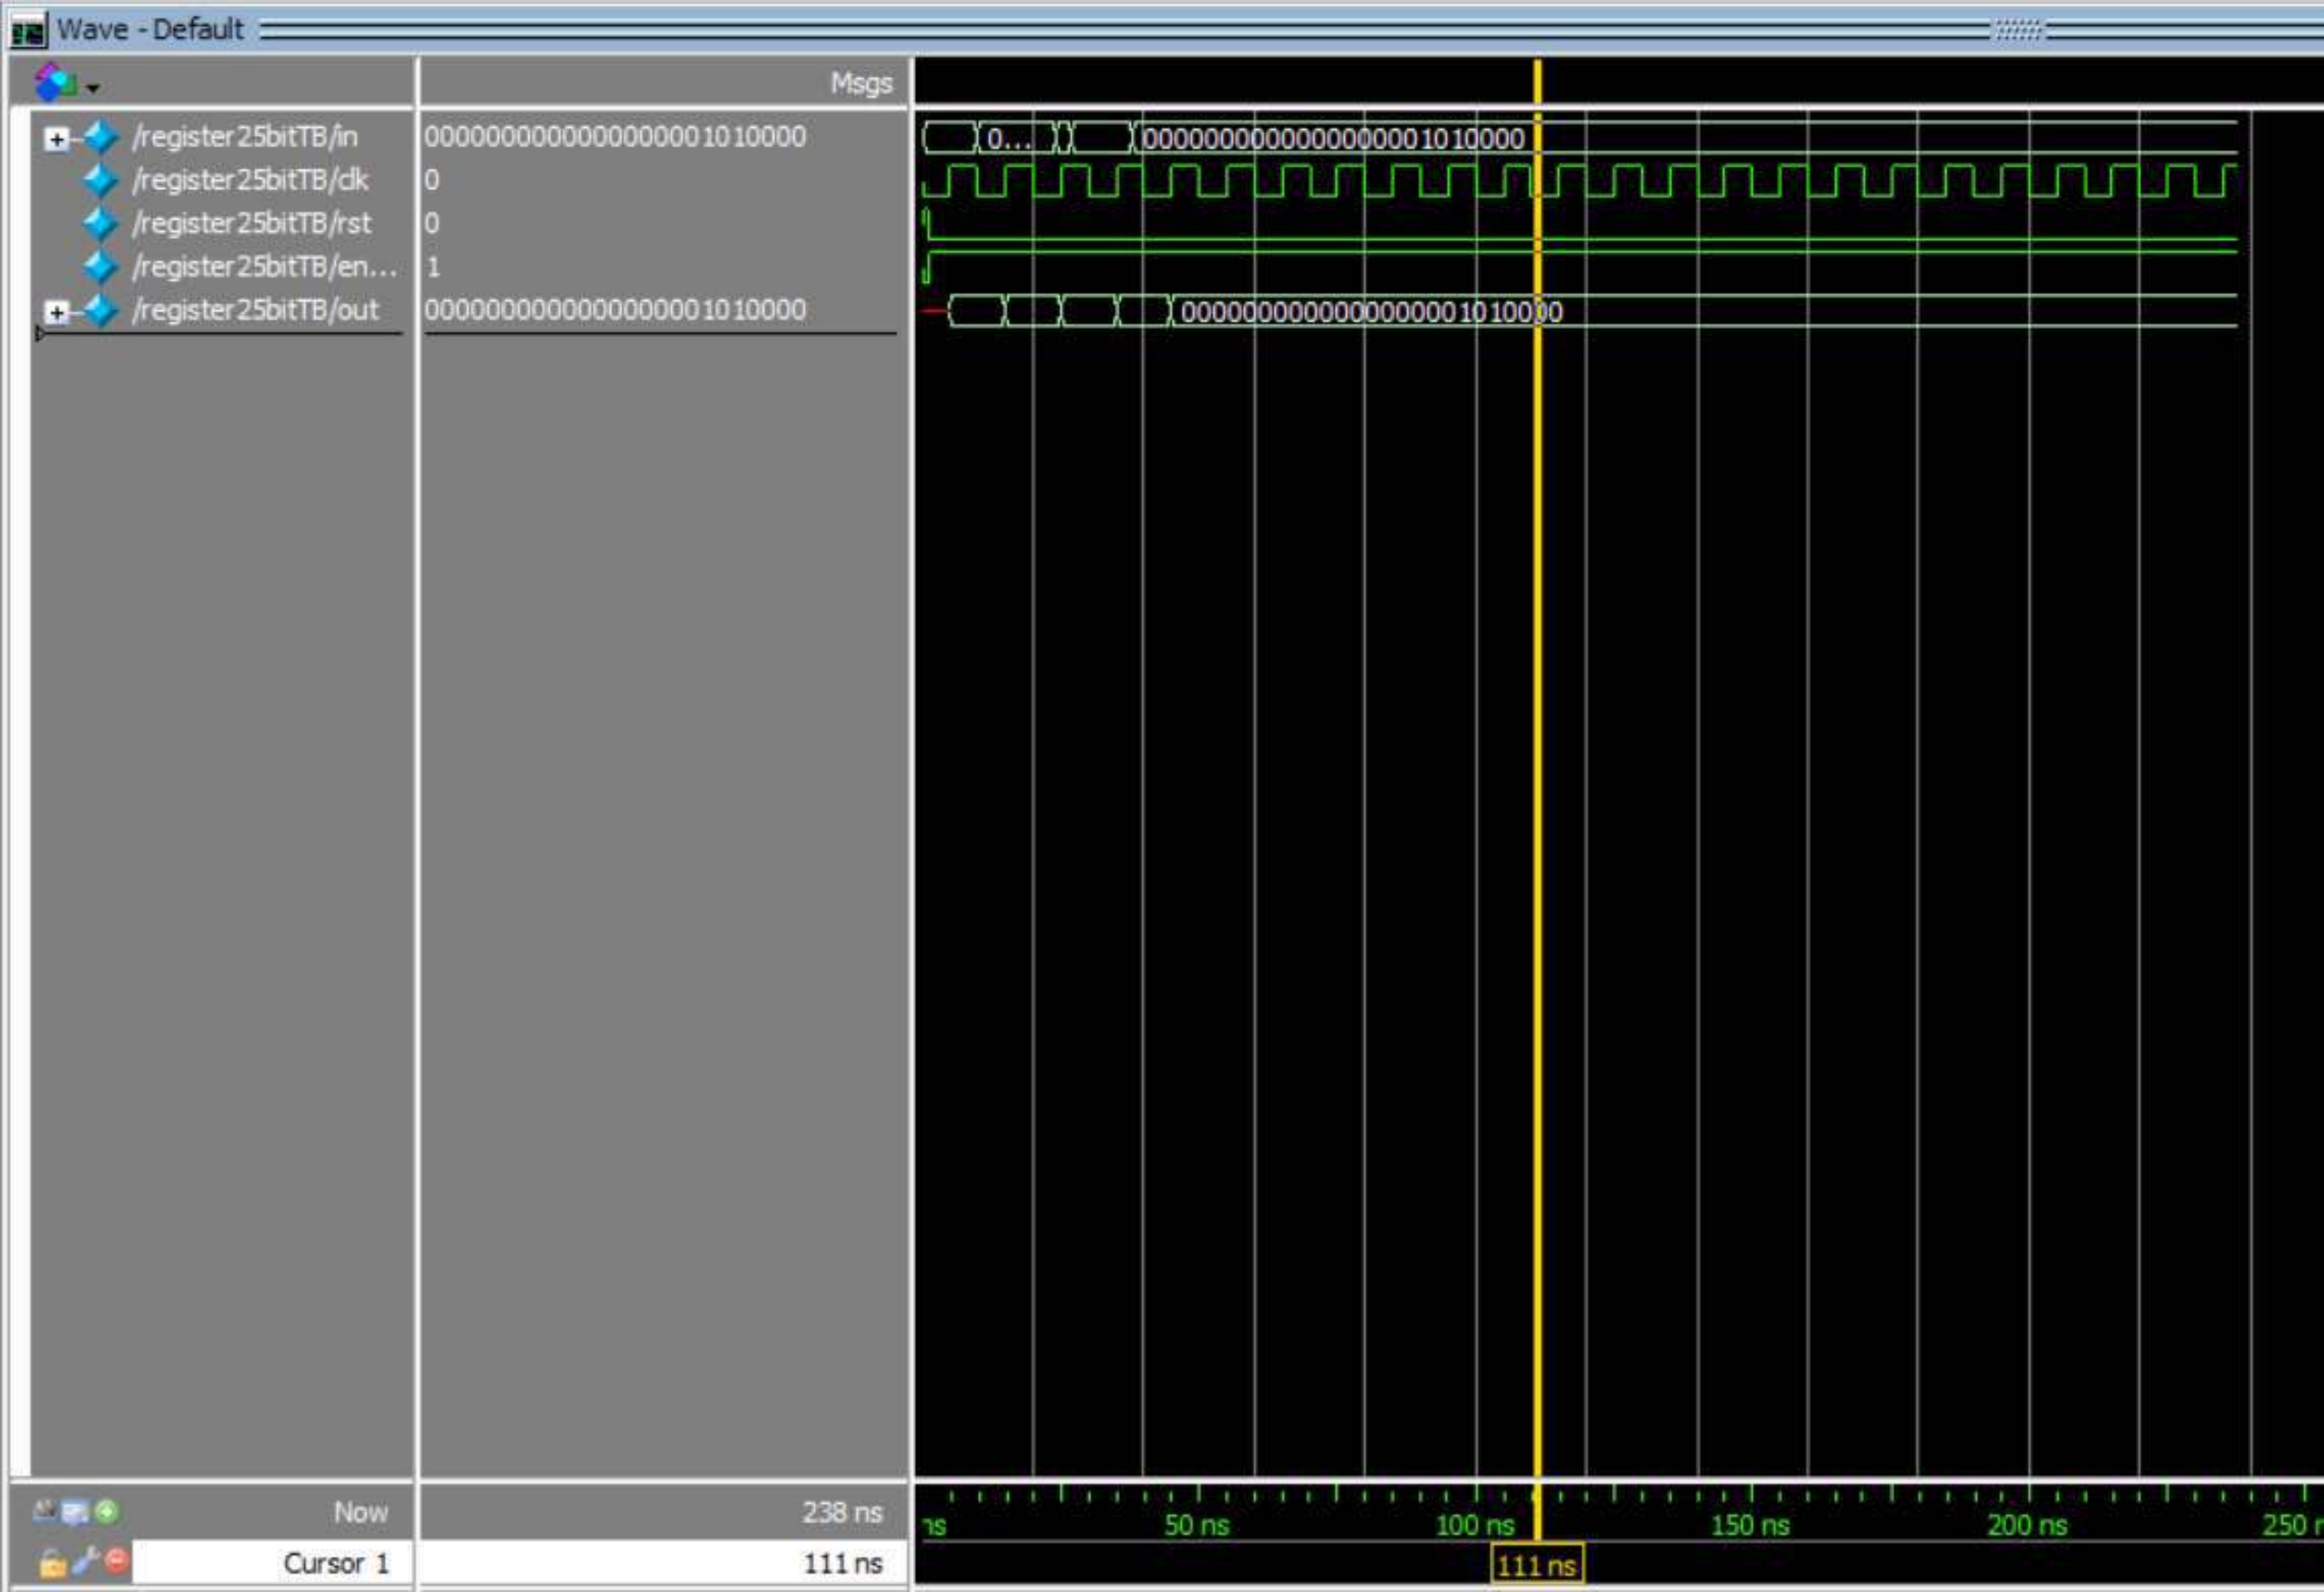 Wave - Default
Msgs
/register25bitTB/in 0000000000000000001010000 0... 0000000000000000001010000
/register25bitTB/clk 0
/register25bitTB/rst 0
/register25bitTB/en... 1
/register25bitTB/out 0000000000000000001010000 0000000000000000001010000
Now 238 ns ns 50 ns 100 ns 150 ns 200 ns 250 n
Cursor 1 111 ns 111 ns